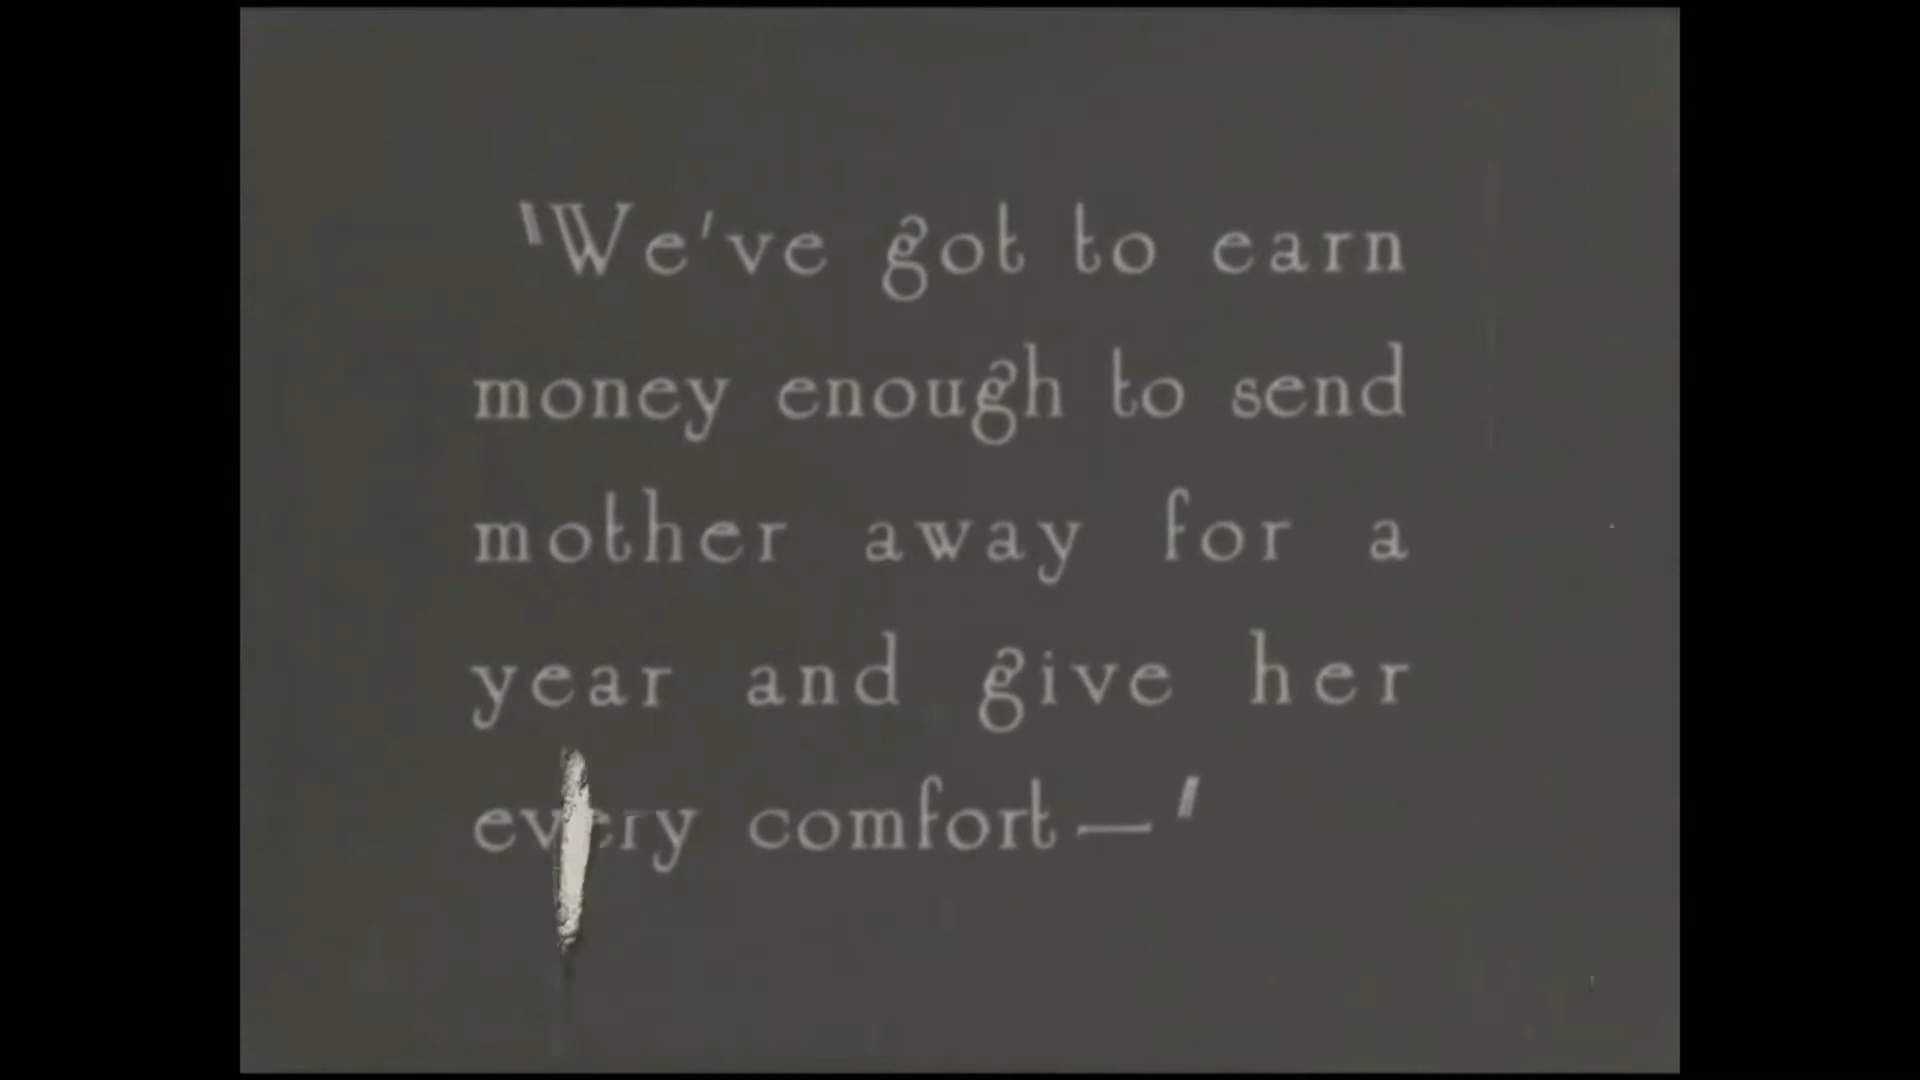 "We've got to earn
money enough to send
mother away for a
year and give her
every comfort—"